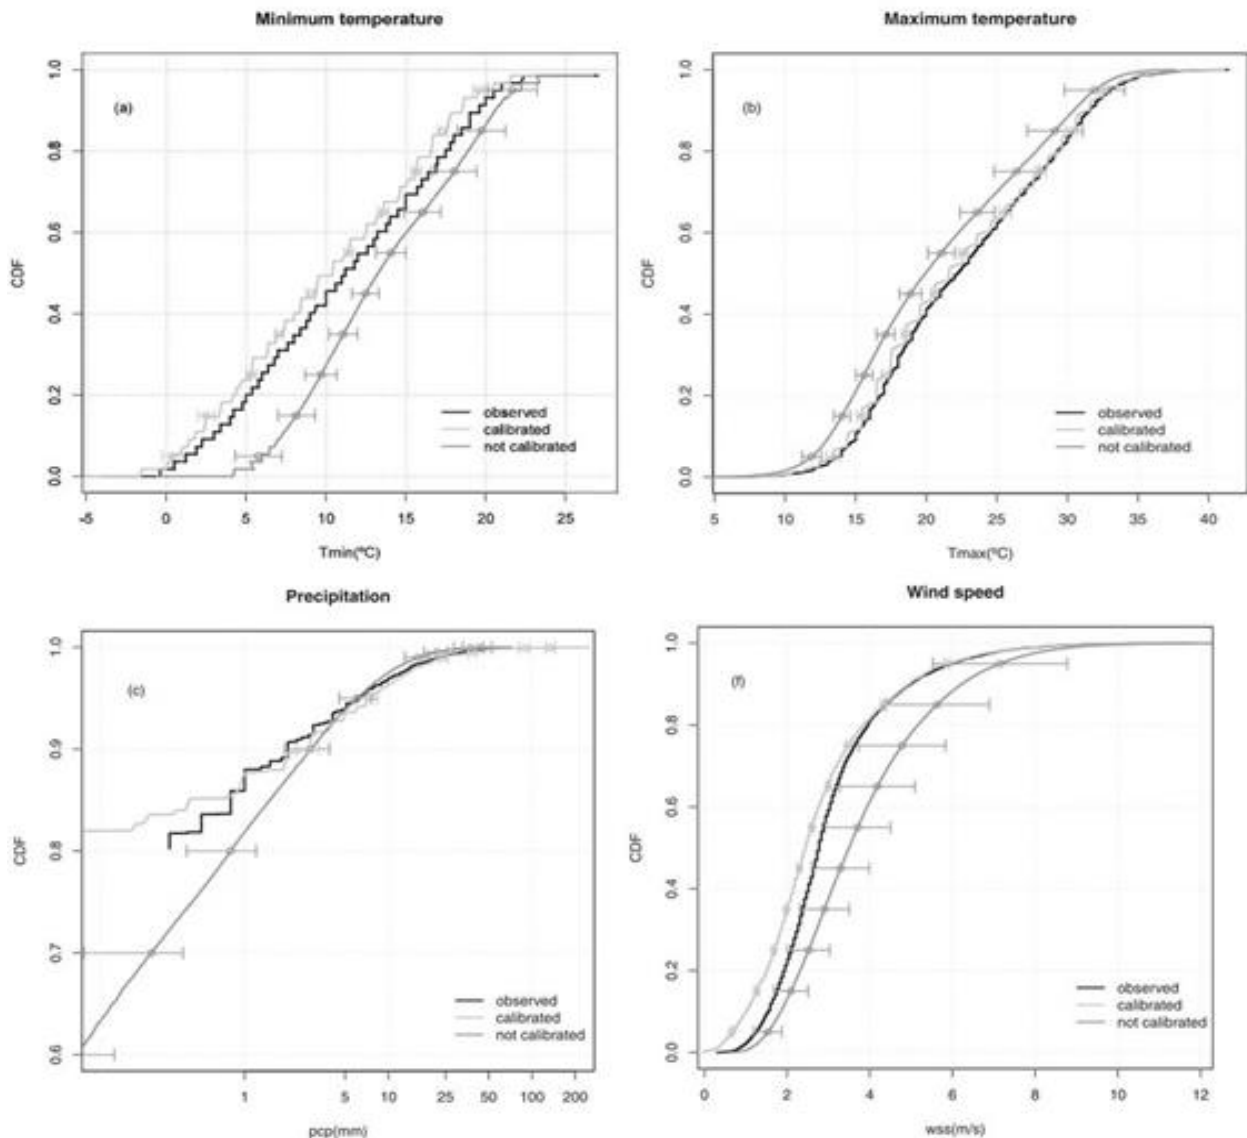 Minimum temperature
(a)
CDF
1.0
0.8
0.6
0.4
0.2
0.0
observed
calibrated
not calibrated
-5 0 5 10 15 20 25
Tmin(ºC)
Maximum temperature
(b)
CDF
1.0
0.8
0.6
0.4
0.2
0.0
observed
calibrated
not calibrated
5 10 15 20 25 30 35 40
Tmax(ºC)
Precipitation
(c)
CDF
1.0
0.9
0.8
0.7
0.6
observed
calibrated
not calibrated
1 5 10 25 50 100 200
pcp(mm)
Wind speed
(f)
CDF
1.0
0.8
0.6
0.4
0.2
0.0
observed
calibrated
not calibrated
0 2 4 6 8 10 12
wss(m/s)